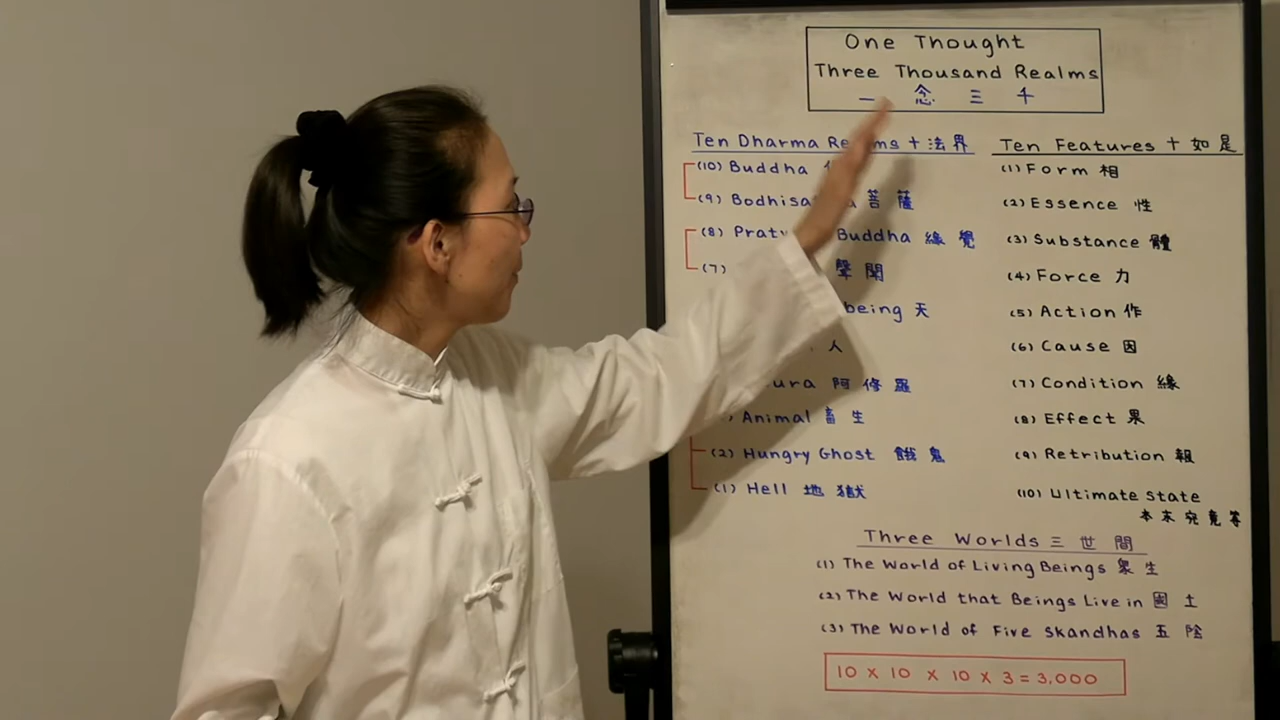 One Thought
Three Thousand Realms
一 念 三 千
Ten Dharma 十 法 界
(10) Buddha
(9) 菩 薩
(8) Buddha 緣 覺
(7) 聲 聞
being 天
人
阿 修 羅
Animal 畜 生
(2) Hungry Ghost 餓 鬼
(1) Hell 地 獄
Ten Features 十 如 是
(1) Form 相
(2) Essence 性
(3) Substance 體
(4) Force 力
(5) Action 作
(6) Cause 因
(7) Condition 緣
(8) Effect 果
(9) Retribution 報
(10) Ultimate State
本 末 究 竟 等
Three Worlds 三 世 間
(1) The World of Living Beings 眾 生
(2) The World that Beings Live in 國 土
(3) The World of Five Skandhas 五 陰
10 x 10 x 10 x 3 = 3,000